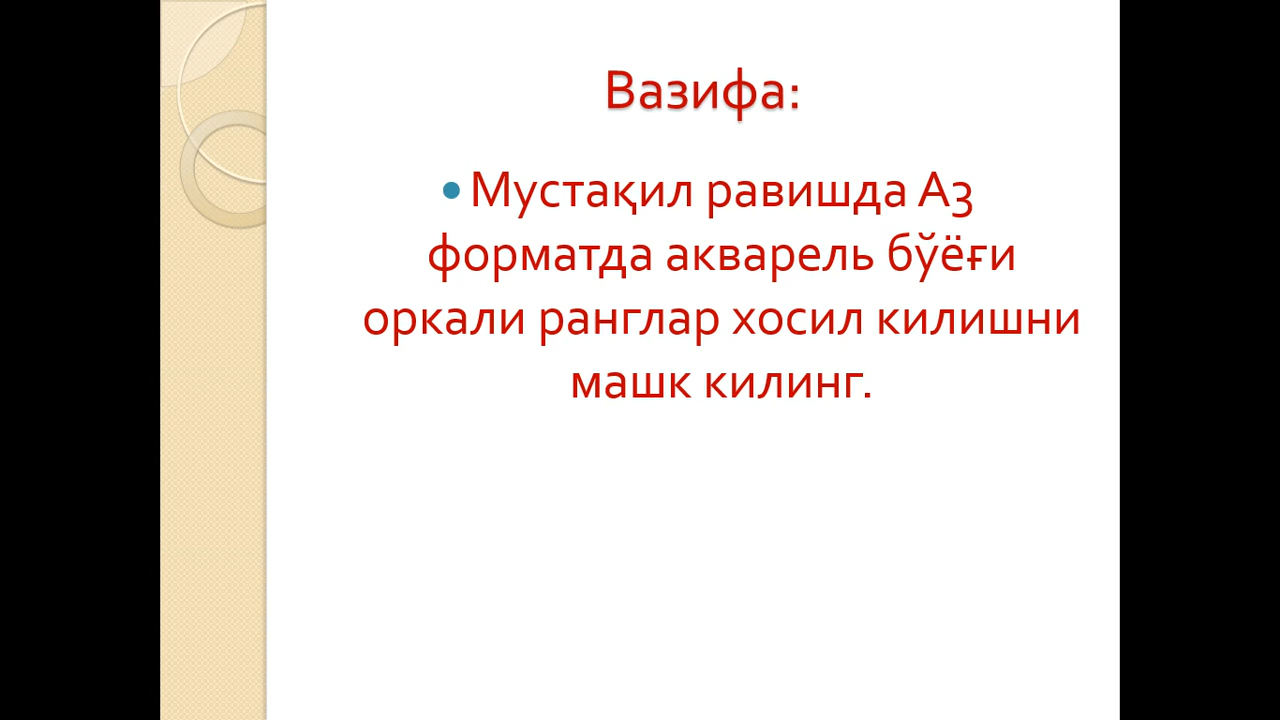 Вазифа:
• Мустақил равишда А3
форматда акварель бўёғи
оркали ранглар хосил килишни
машк килинг.